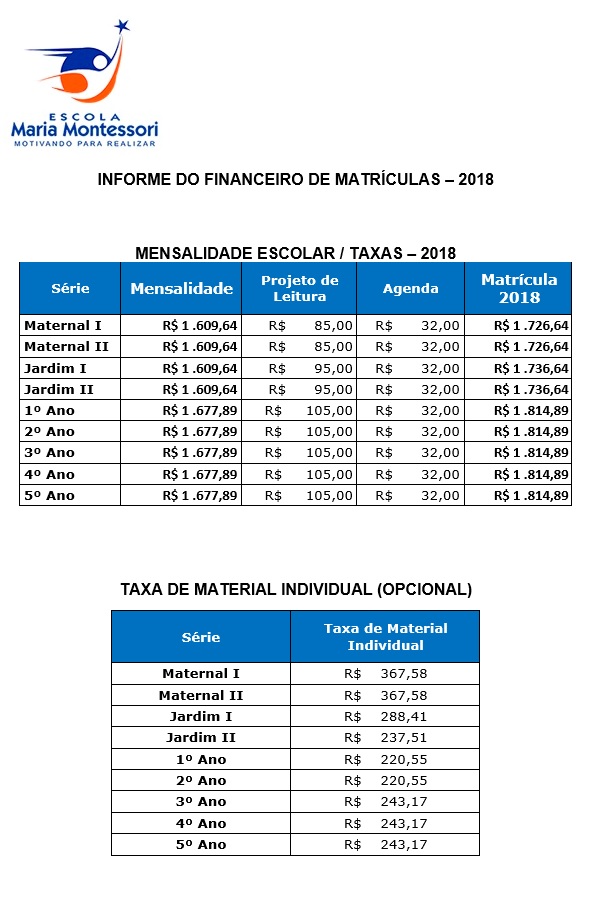 ESCOLA
Maria Montessori
MOTIVANDO PARA REALIZAR
INFORME DO FINANCEIRO DE MATRÍCULAS – 2018
MENSALIDADE ESCOLAR / TAXAS – 2018
Série Mensalidade Projeto de Leitura Agenda Matrícula 2018
Maternal I R$ 1 .609,64 R$ 85,00 R$ 32,00 R$ 1 .726,64
Maternal II R$ 1 .609,64 R$ 85,00 R$ 32,00 R$ 1 .726,64
Jardim I R$ 1 .609,64 R$ 95,00 R$ 32,00 R$ 1 .736,64
Jardim II R$ 1 .609,64 R$ 95,00 R$ 32,00 R$ 1 .736,64
1º Ano R$ 1 .677,89 R$ 105,00 R$ 32,00 R$ 1 .814,89
2º Ano R$ 1 .677,89 R$ 105,00 R$ 32,00 R$ 1 .814,89
3º Ano R$ 1 .677,89 R$ 105,00 R$ 32,00 R$ 1 .814,89
4º Ano R$ 1 .677,89 R$ 105,00 R$ 32,00 R$ 1 .814,89
5º Ano R$ 1 .677,89 R$ 105,00 R$ 32,00 R$ 1 .814,89
TAXA DE MATERIAL INDIVIDUAL (OPCIONAL)
Série Taxa de Material Individual
Maternal I R$ 367,58
Maternal II R$ 367,58
Jardim I R$ 288,41
Jardim II R$ 237,51
1º Ano R$ 220,55
2º Ano R$ 220,55
3º Ano R$ 243,17
4º Ano R$ 243,17
5º Ano R$ 243,17